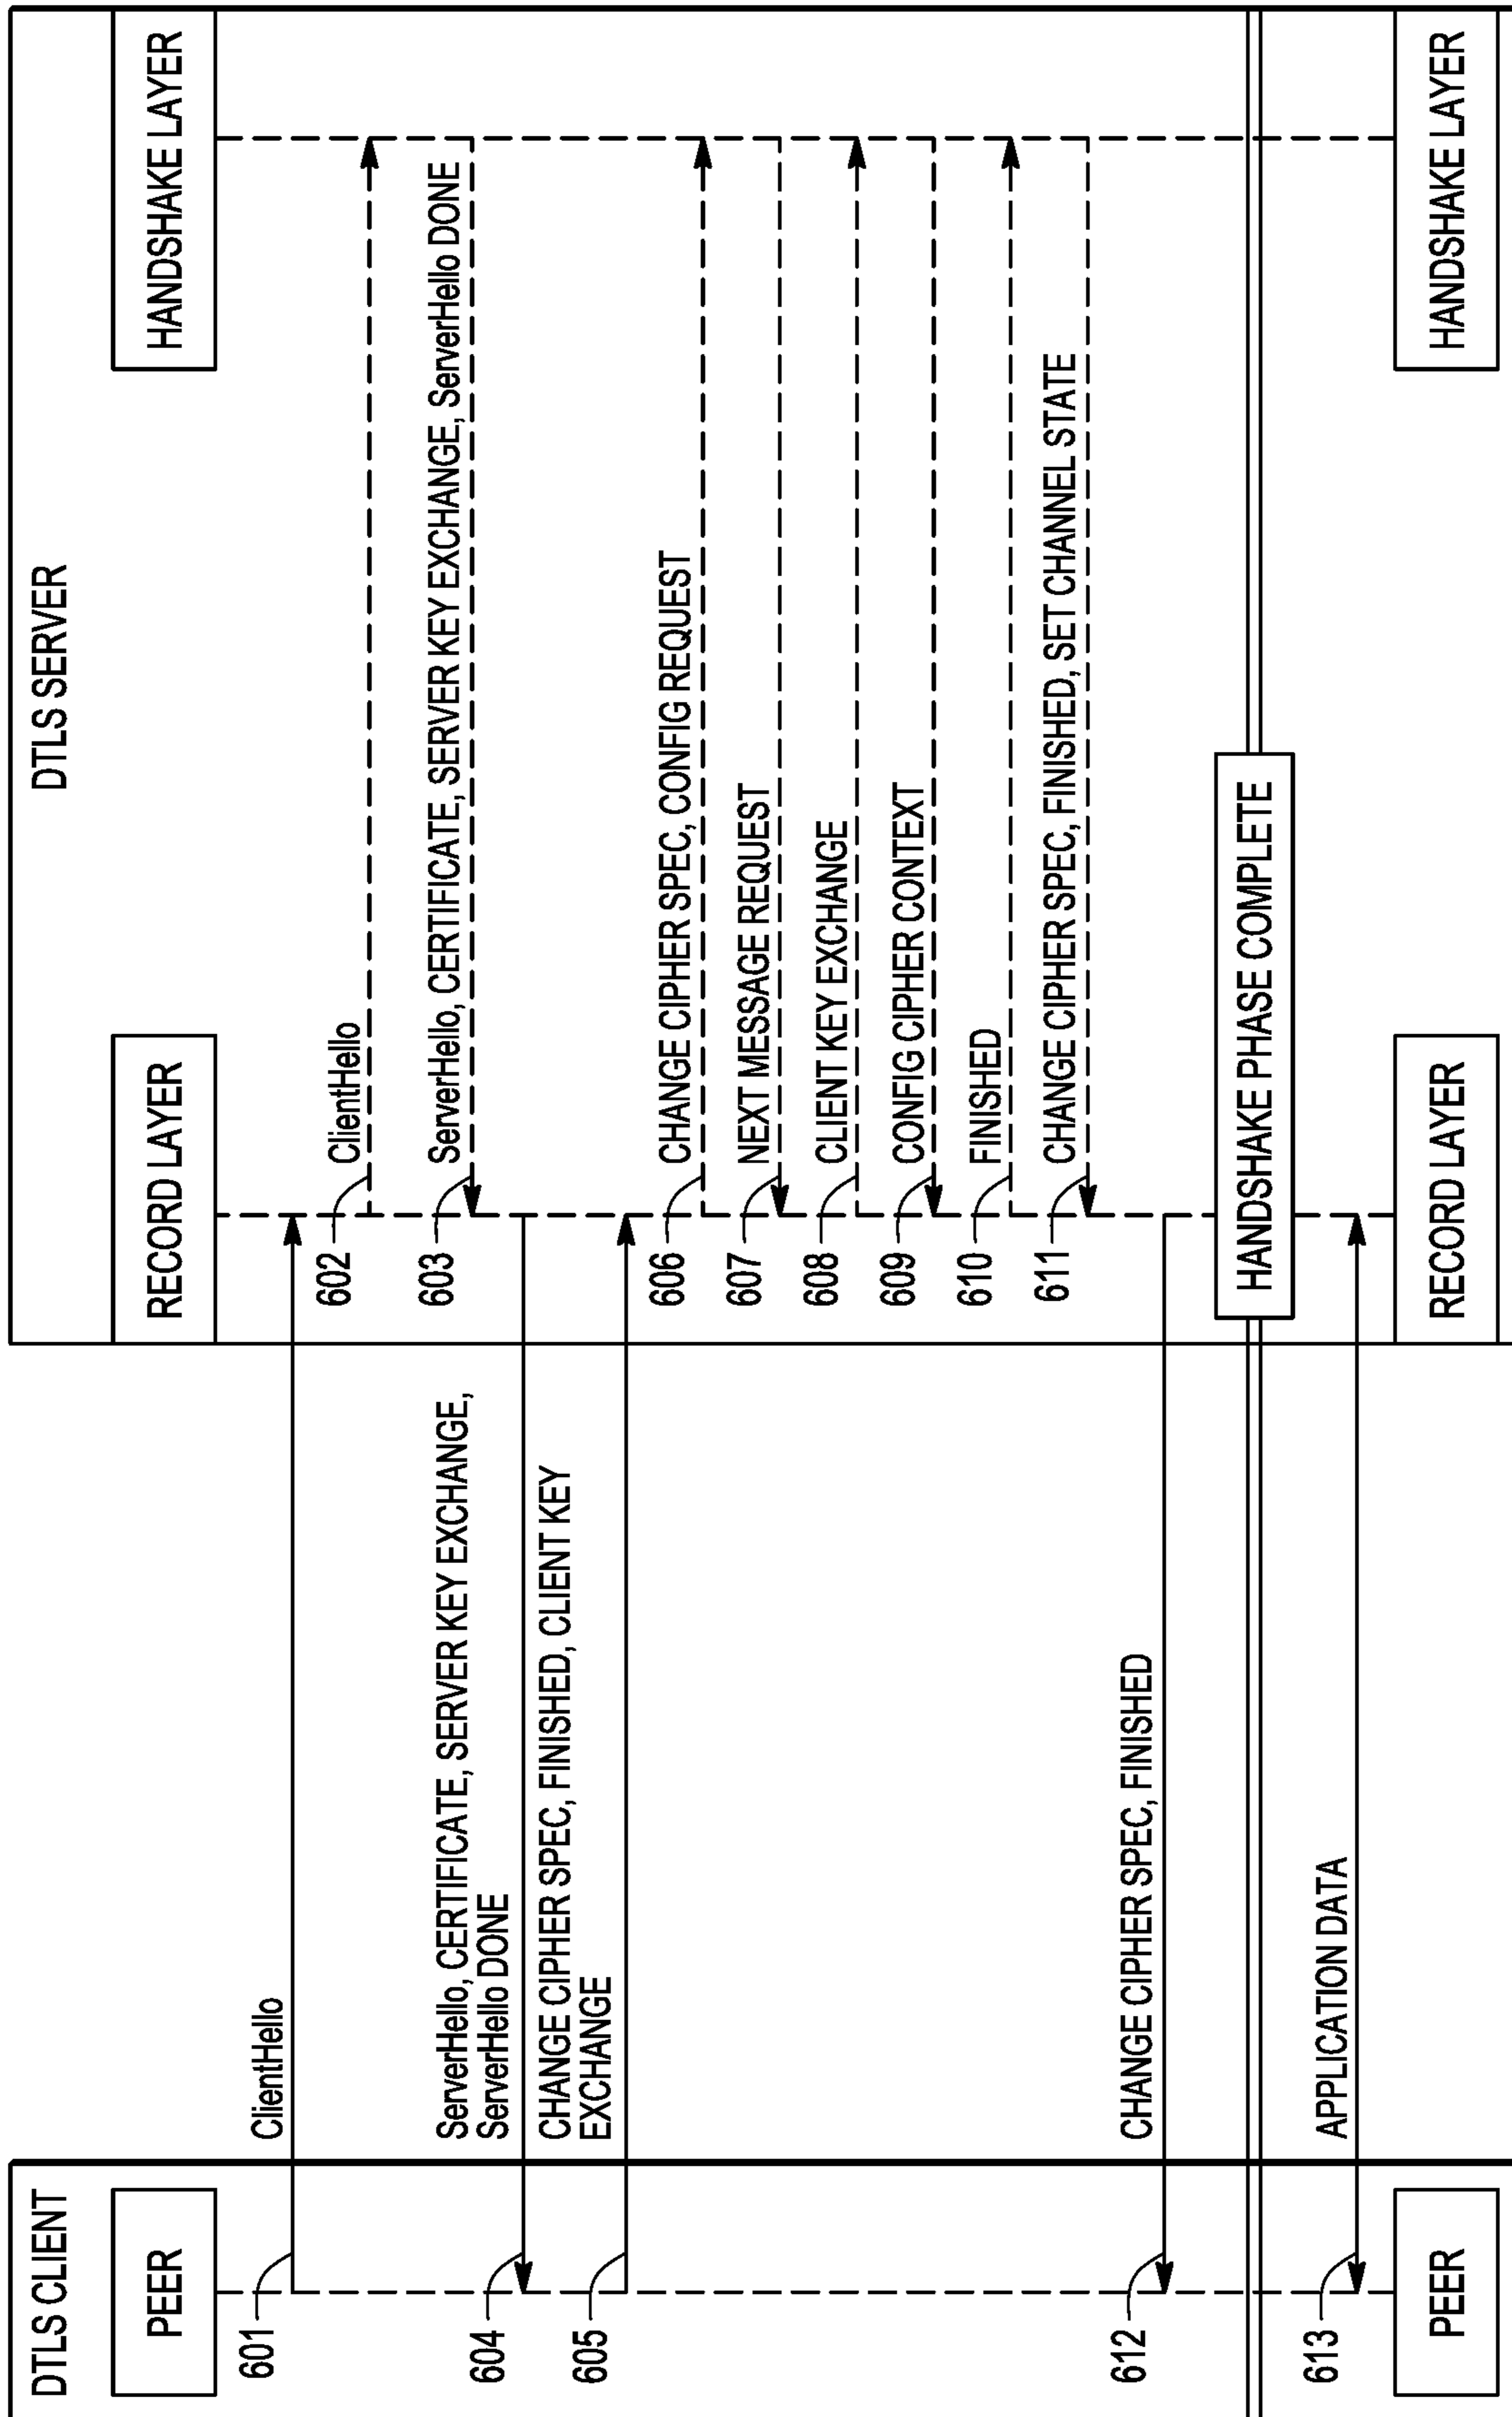 DTLS CLIENT
DTLS SERVER
PEER
RECORD LAYER
HANDSHAKE LAYER
601
ClientHello
602
ClientHello
603
ServerHello, CERTIFICATE, SERVER KEY EXCHANGE, ServerHello DONE
604
ServerHello, CERTIFICATE, SERVER KEY EXCHANGE,
ServerHello DONE
605
CHANGE CIPHER SPEC, FINISHED, CLIENT KEY
EXCHANGE
606
CHANGE CIPHER SPEC, CONFIG REQUEST
607
NEXT MESSAGE REQUEST
608
CLIENT KEY EXCHANGE
609
CONFIG CIPHER CONTEXT
610
FINISHED
611
CHANGE CIPHER SPEC, FINISHED, SET CHANNEL STATE
612
CHANGE CIPHER SPEC, FINISHED
HANDSHAKE PHASE COMPLETE
613
APPLICATION DATA
PEER
RECORD LAYER
HANDSHAKE LAYER